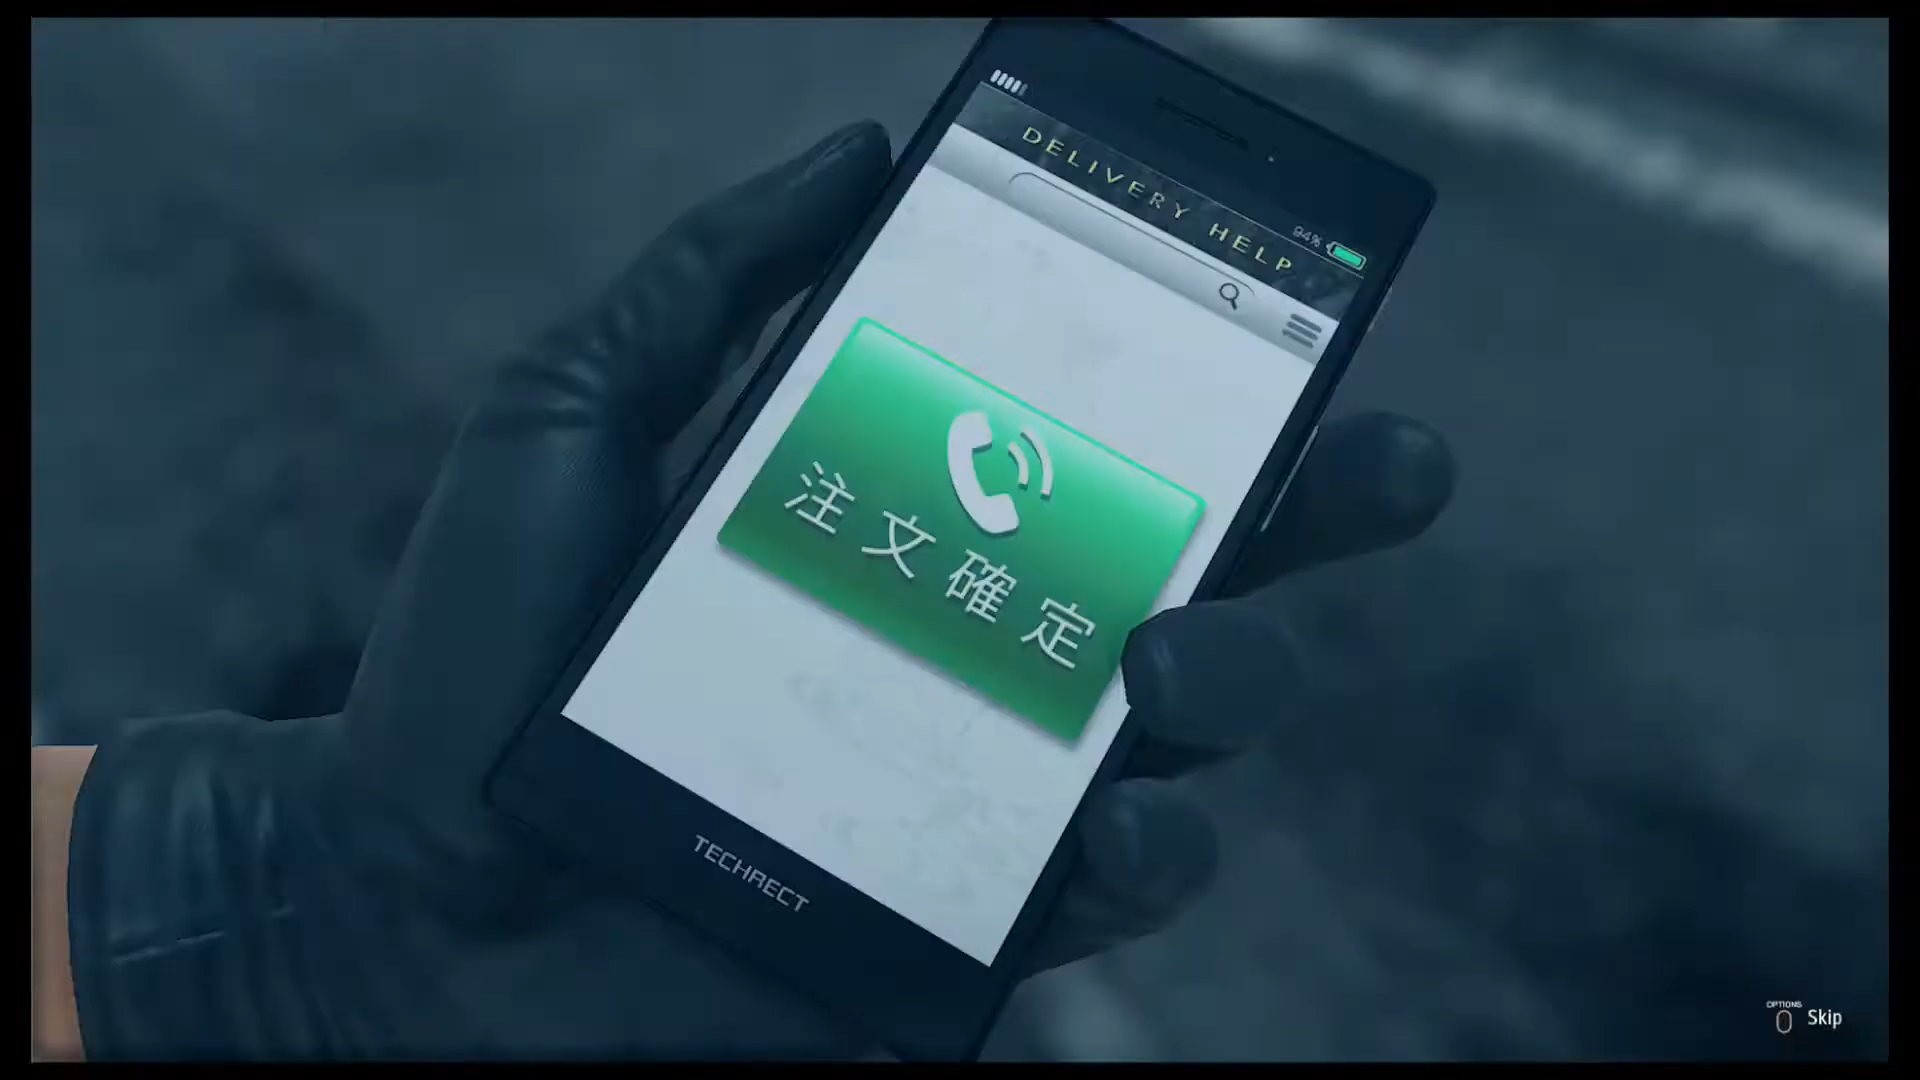 DELIVERY HELP
94%
注文確定
TECHRECT
OPTIONS
Skip